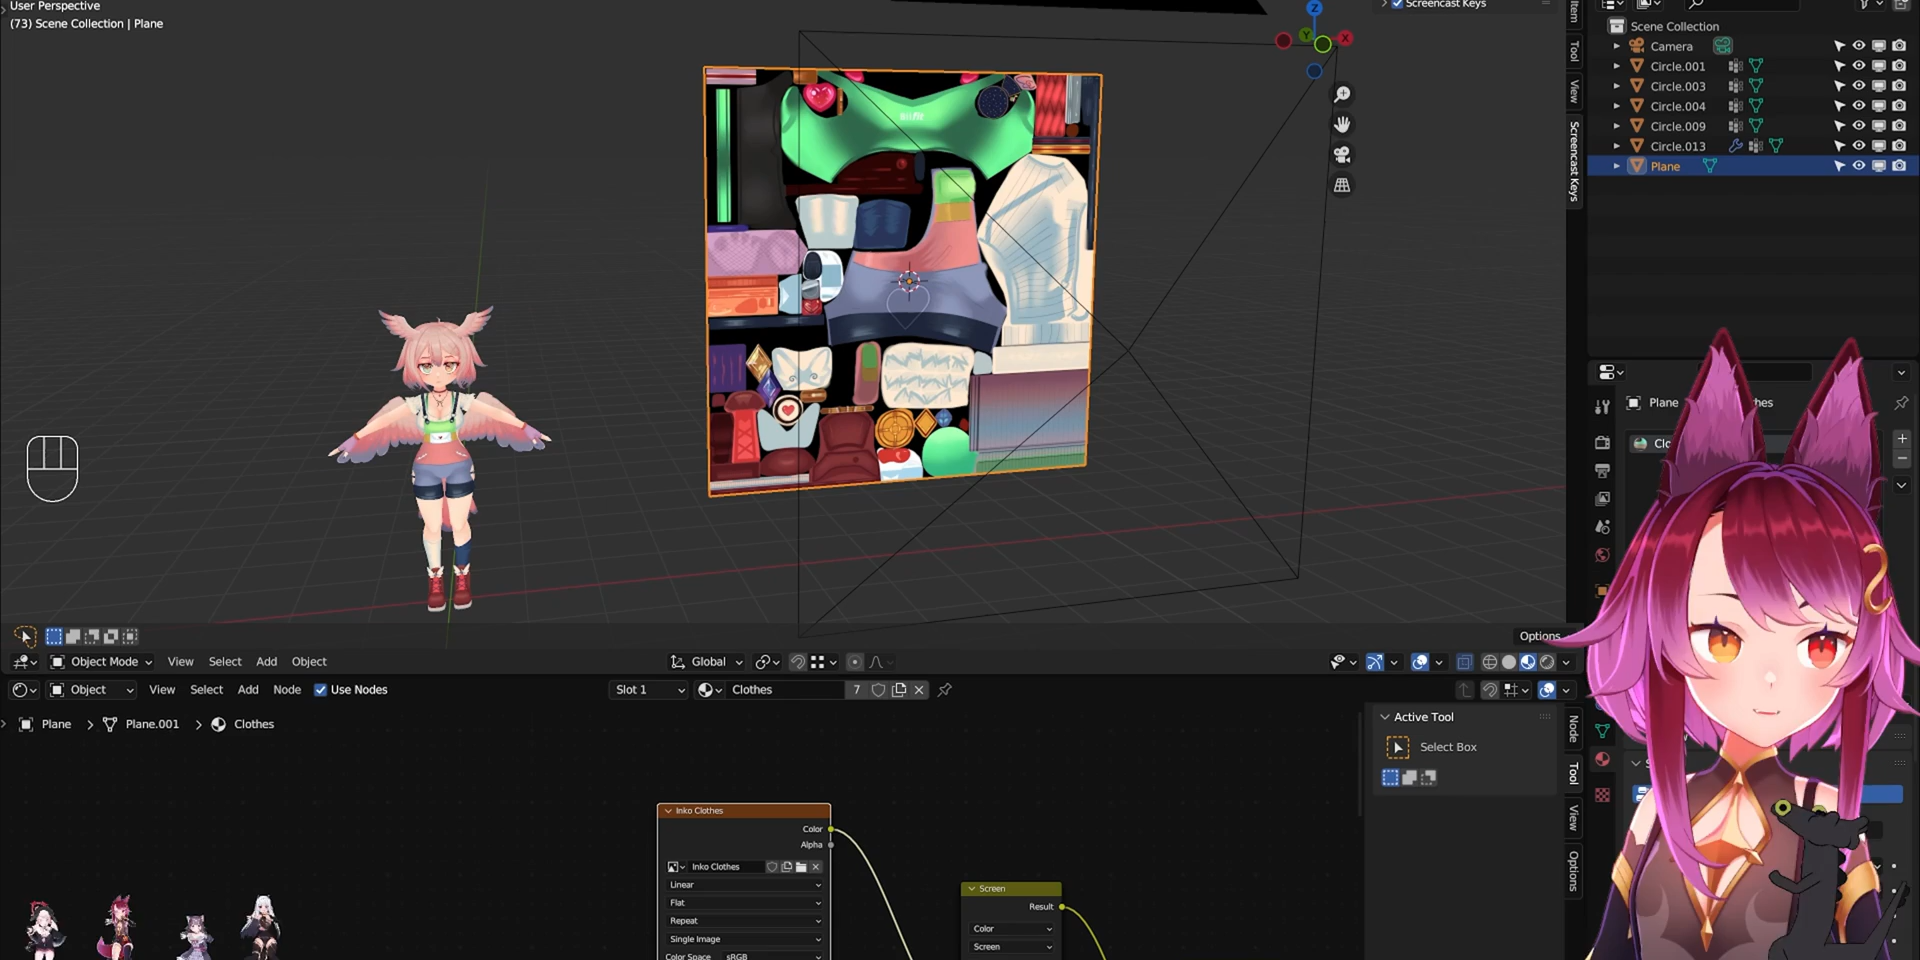 User Perspective
(73) Scene Collection | Plane
Screencast Keys
Item
Tool
View
Screencast Keys
Z
Y
X
Scene Collection
Camera
Circle.001
Circle.003
Circle.004
Circle.009
Circle.013
Plane
Plane
Options
Object Mode
View
Select
Add
Object
Global
Object
View
Select
Add
Node
Use Nodes
Slot 1
Clothes
7
Plane
Plane.001
Clothes
Active Tool
Select Box
Node
Tool
View
Options
Inko Clothes
Color
Alpha
Inko Clothes
Linear
Flat
Repeat
Single Image
Color Space sRGB
Screen
Result
Color
Screen